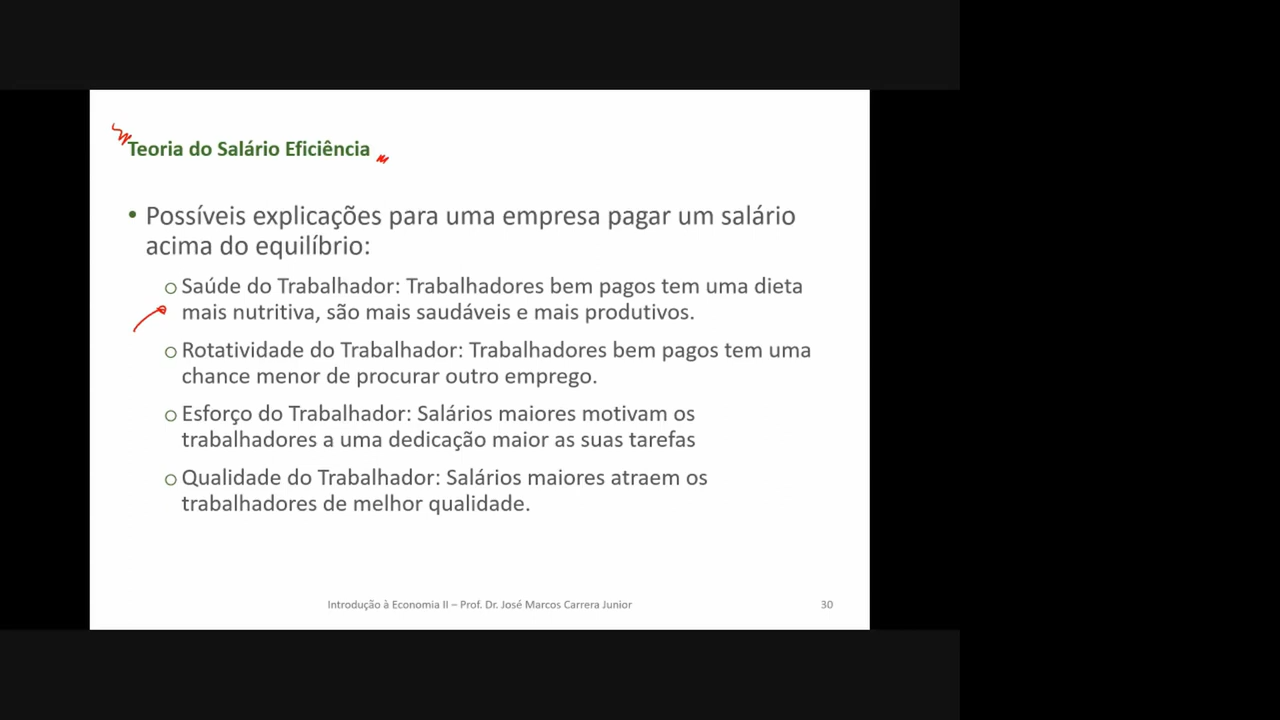 Teoria do Salário Eficiência
• Possíveis explicações para uma empresa pagar um salário
acima do equilíbrio:
o Saúde do Trabalhador: Trabalhadores bem pagos tem uma dieta
mais nutritiva, são mais saudáveis e mais produtivos.
o Rotatividade do Trabalhador: Trabalhadores bem pagos tem uma
chance menor de procurar outro emprego.
o Esforço do Trabalhador: Salários maiores motivam os
trabalhadores a uma dedicação maior as suas tarefas
o Qualidade do Trabalhador: Salários maiores atraem os
trabalhadores de melhor qualidade.
Introdução à Economia II – Prof. Dr. José Marcos Carrera Junior
30